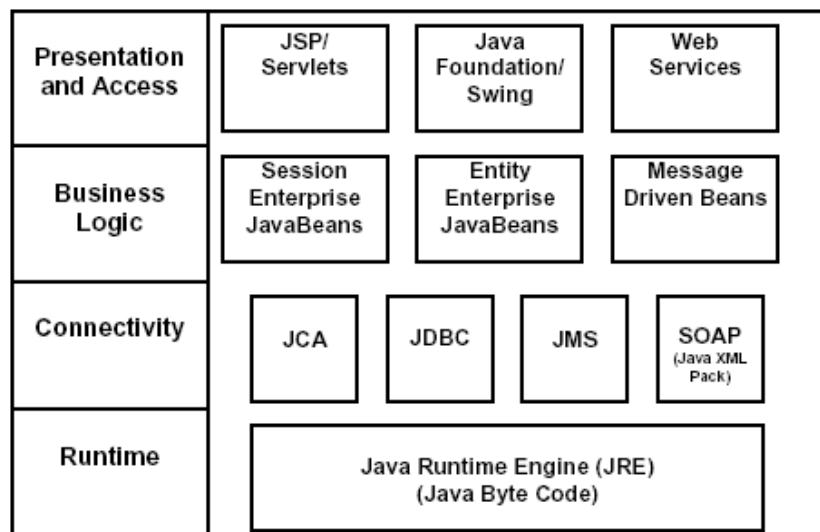 Presentation
and Access
JSP/
Servlets
Java
Foundation/
Swing
Web
Services
Business
Logic
Session
Enterprise
JavaBeans
Entity
Enterprise
JavaBeans
Message
Driven Beans
Connectivity
JCA
JDBC
JMS
SOAP
(Java XML
Pack)
Runtime
Java Runtime Engine (JRE)
(Java Byte Code)